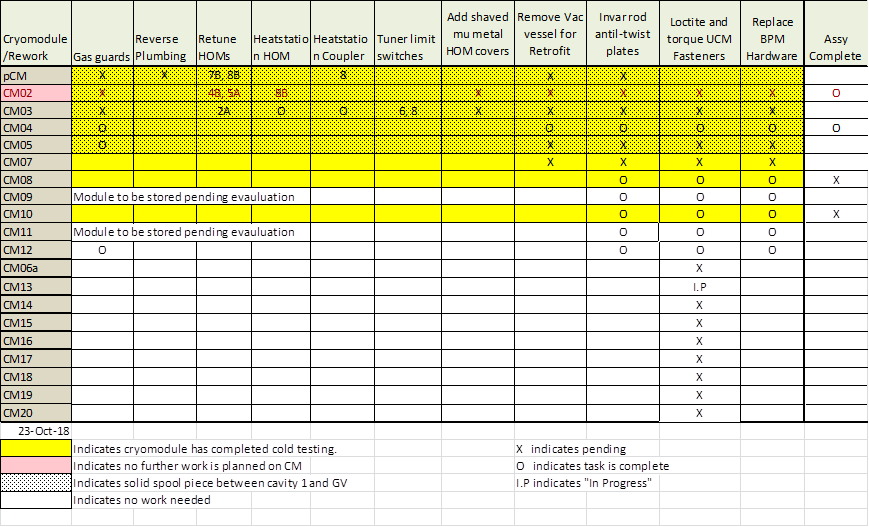 Cryomodule /Rework Gas guards Reverse Plumbing Retune HOMs Heatstatio n HOM Heatstatio n Coupler Tuner limit switches Add shaved mu metal HOM covers Remove Vac vessel for Retrofit Invar rod antil-twist plates Loctite and torque UCM Fasteners Replace BPM Hardware Assy Complete
pCM X X 7B, 8B 8 X X
CM02 X 4B, 5A 8B X X X X X O
CM03 X 2A O O 6, 8 X X X X X
CM04 O O O O O O
CM05 O X X X X
CM07 X X X X
CM08 O O O X
CM09 Module to be stored pending evauluation O O O
CM10 O O O X
CM11 Module to be stored pending evauluation O O O
CM12 O O O O
CM06a X
CM13 I.P
CM14 X
CM15 X
CM16 X
CM17 X
CM18 X
CM19 X
CM20 X
23-Oct-18
Indicates cryomodule has completed cold testing. X indicates pending
Indicates no further work is planned on CM O indicates task is complete
Indicates solid spool piece between cavity 1 and GV I.P indicates "In Progress"
Indicates no work needed